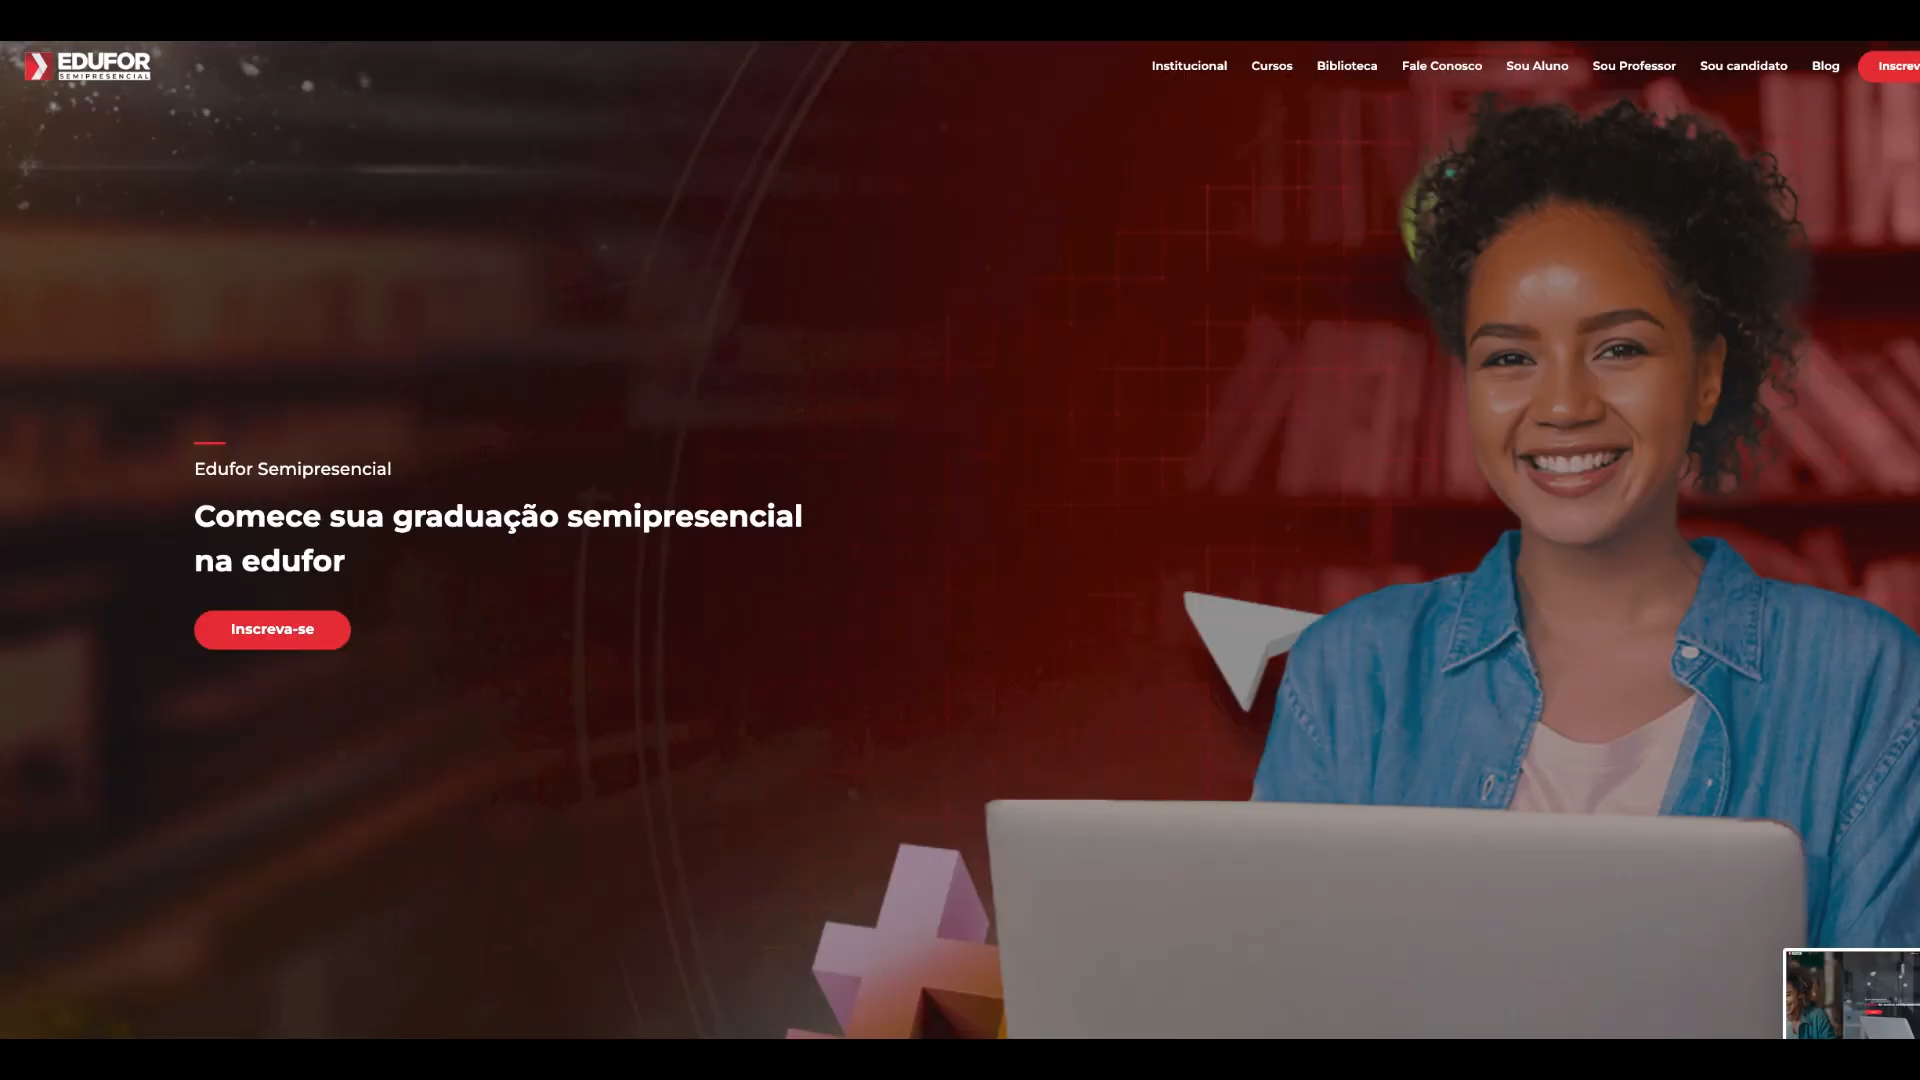 EDUFOR
SEMIPRESENCIAL
Institucional
Cursos
Biblioteca
Fale Conosco
Sou Aluno
Sou Professor
Sou candidato
Blog
Inscrev
Edufor Semipresencial
Comece sua graduação semipresencial
na edufor
Inscreva-se